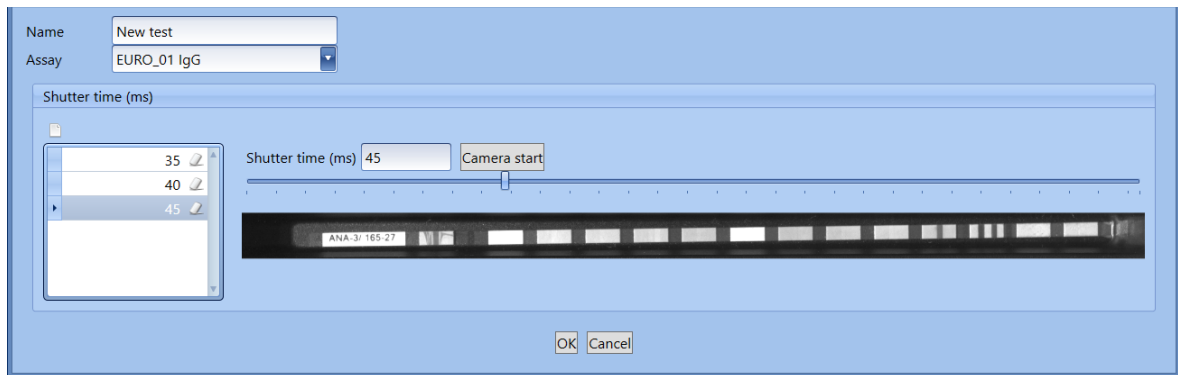 Name New test
Assay EURO_01 IgG
Shutter time (ms)
35
40
45
Shutter time (ms) 45 Camera start
ANA-3/ 165-27
OK Cancel